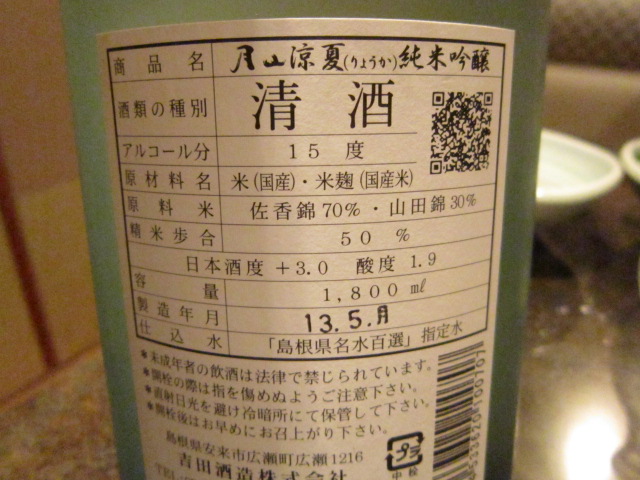 商品名 月山涼夏(りょうか)純米吟醸
酒類の種別 清酒
アルコール分 15度
原材料名 米(国産)・米麹(国産米)
原料米 佐香錦70%・山田錦30%
精米歩合 50%
日本酒度 +3.0 酸度 1.9
容量 1,800 ㎖
製造年月 13.5.月
仕込水 「島根県名水百選」指定水
*未成年者の飲酒は法律で禁じられています。
*開栓の際は指を傷めぬようご注意下さい。
*直射日光を避け冷暗所にて保管して下さい。
*開栓後はお早めにお召上がり下さい。
島根県安来市広瀬町広瀬1216
吉田酒造株式会社
プラ
中栓